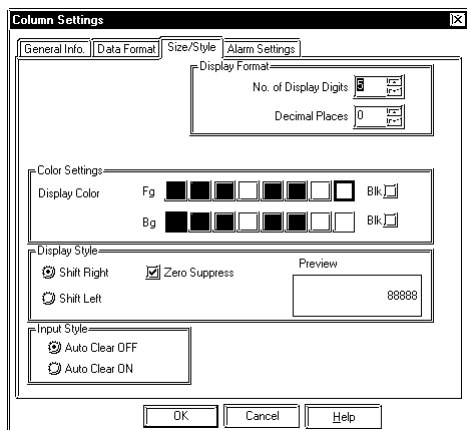 Column Settings
General Info. Data Format Size/Style Alarm Settings
Display Format
No. of Display Digits 5
Decimal Places 0
Color Settings
Display Color Fg Blk
Bg Blk
Display Style
Shift Right Zero Suppress Preview
Shift Left 88888
Input Style
Auto Clear OFF
Auto Clear ON
OK Cancel Help